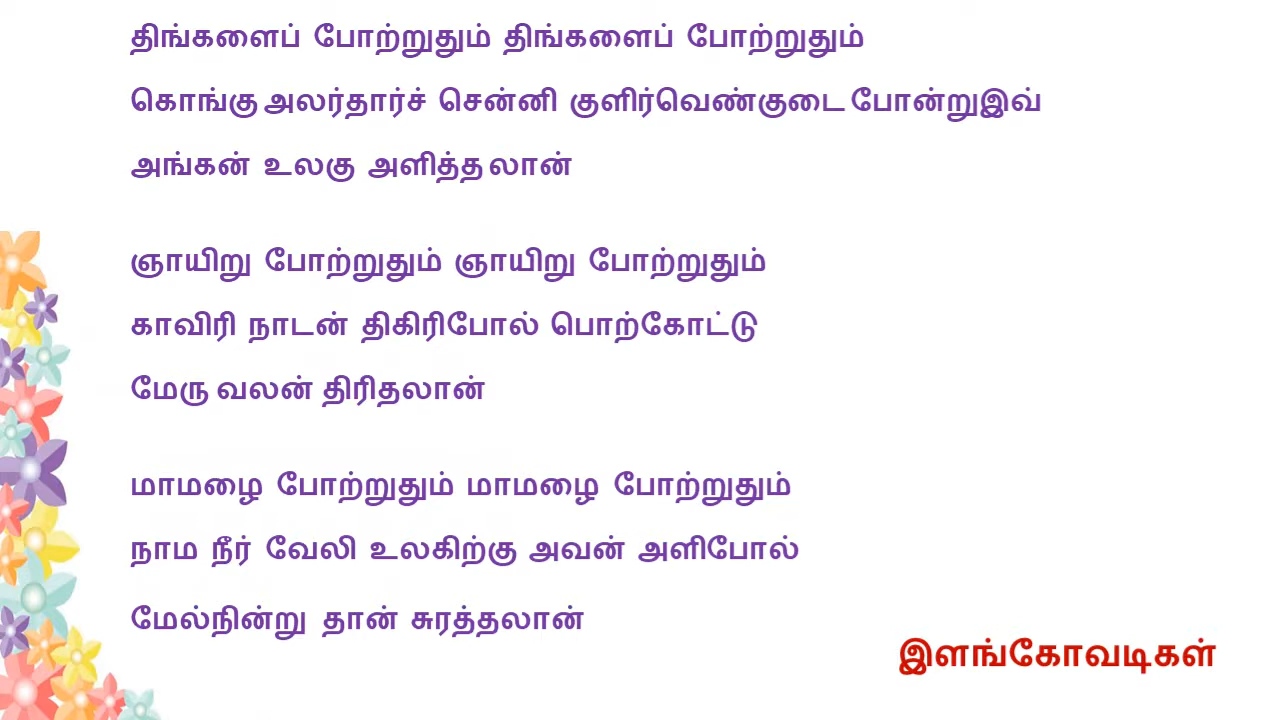 திங்களைப் போற்றுதும் திங்களைப் போற்றுதும்
கொங்கு அலர்தார்ச் சென்னி குளிர்வெண்குடை போன்றுஇவ்
அங்கன் உலகு அளித்தலான்
ஞாயிறு போற்றுதும் ஞாயிறு போற்றுதும்
காவிரி நாடன் திகிரிபோல் பொற்கோட்டு
மேரு வலன் திரிதலான்
மாமழை போற்றுதும் மாமழை போற்றுதும்
நாம நீர் வேலி உலகிற்கு அவன் அளிபோல்
மேல்நின்று தான் சுரத்தலான்
இளங்கோவடிகள்